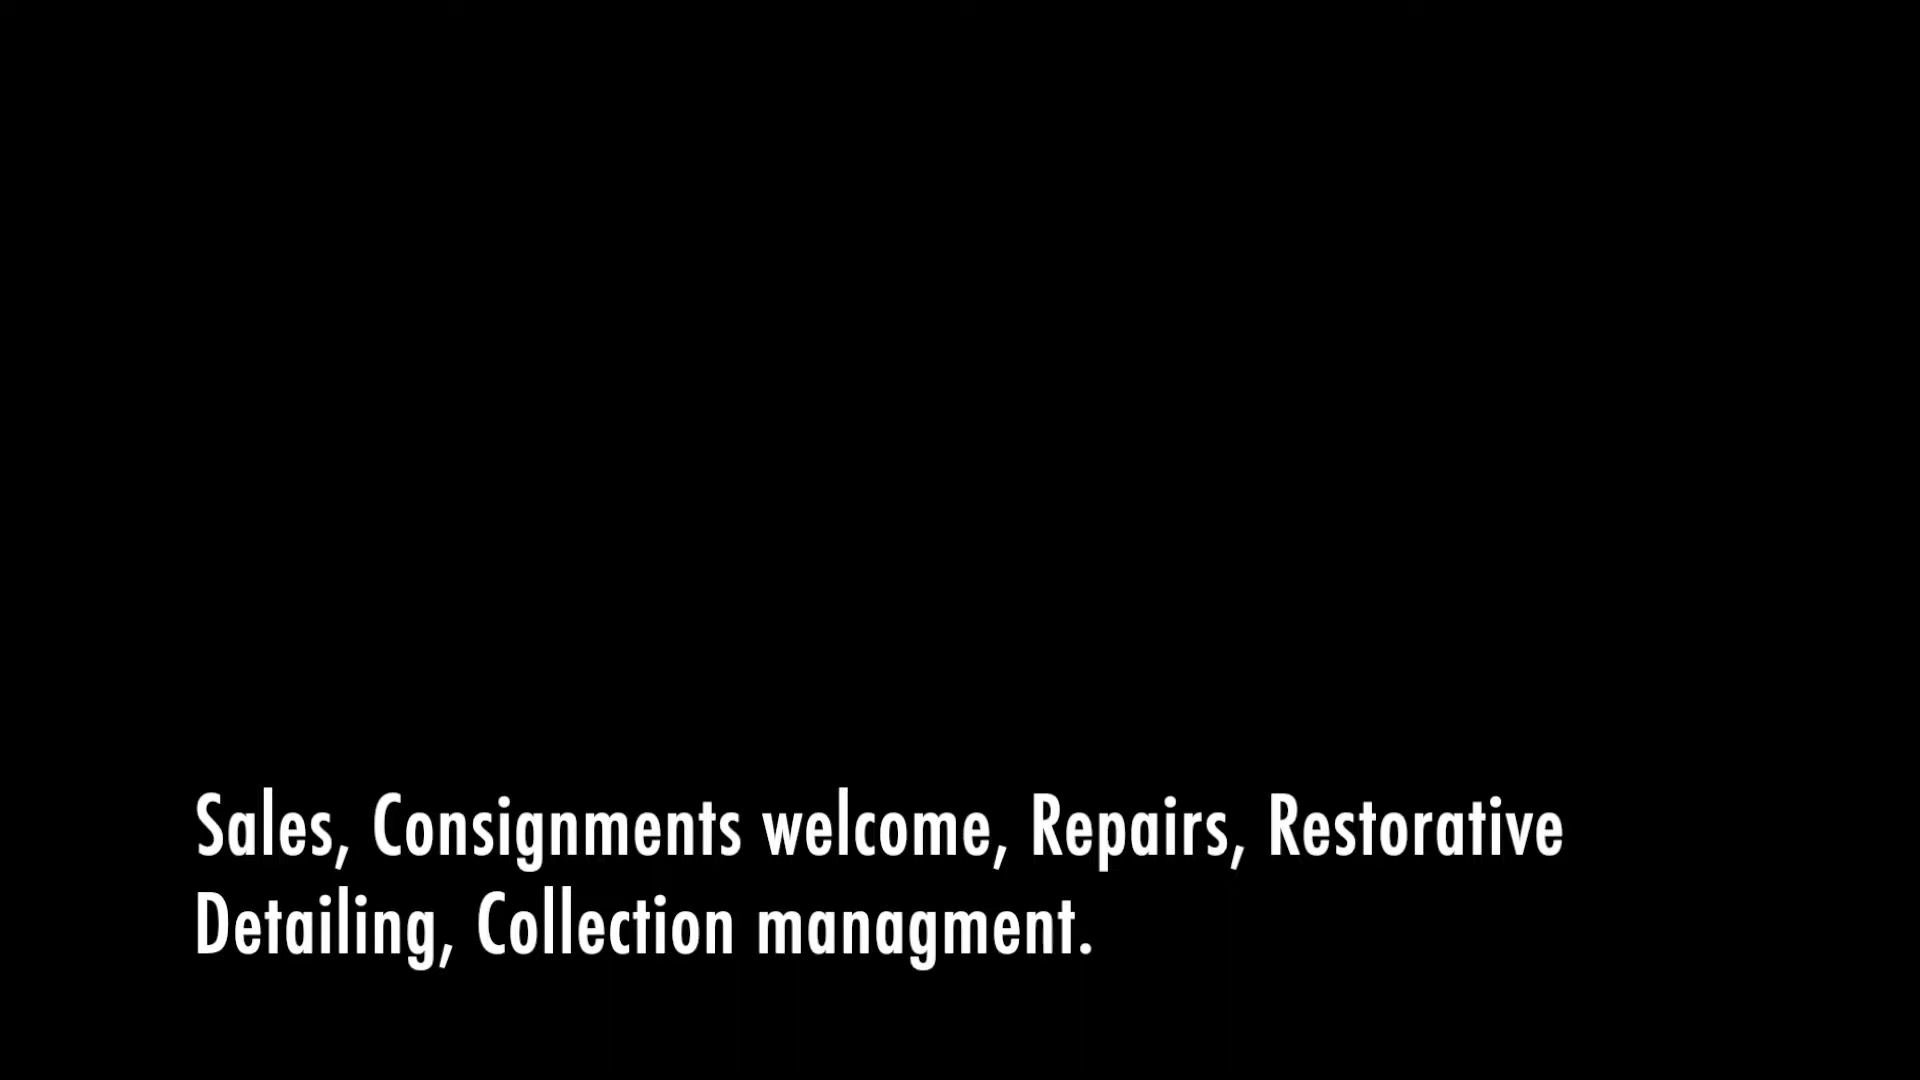 Sales, Consignments welcome, Repairs, Restorative
Detailing, Collection managment.